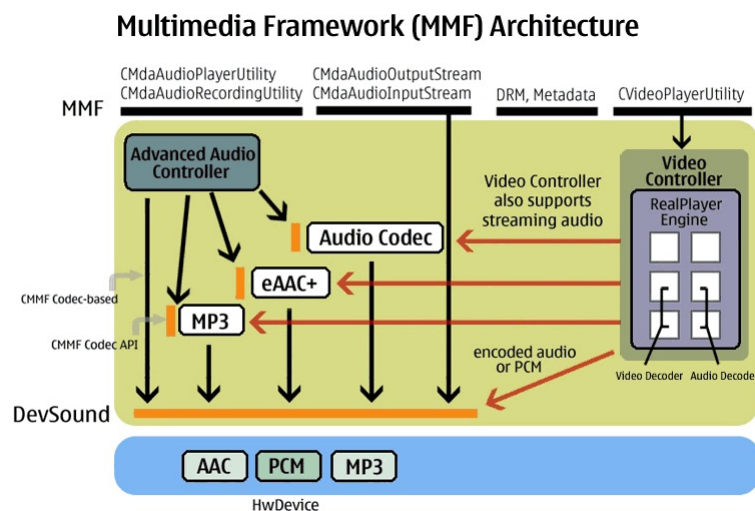 Multimedia Framework (MMF) Architecture
CMdaAudioPlayerUtility
CMdaAudioRecordingUtility
CMdaAudioOutputStream
CMdaAudioInputStream
DRM, Metadata
CVideoPlayerUtility
MMF
Advanced Audio
Controller
Video
Controller
RealPlayer
Engine
Video Controller
also supports
streaming audio
Audio Codec
eAAC+
CMMF Codec-based
MP3
CMMF Codec API
encoded audio
or PCM
Video Decoder
Audio Decode
DevSound
AAC
PCM
MP3
HwDevice